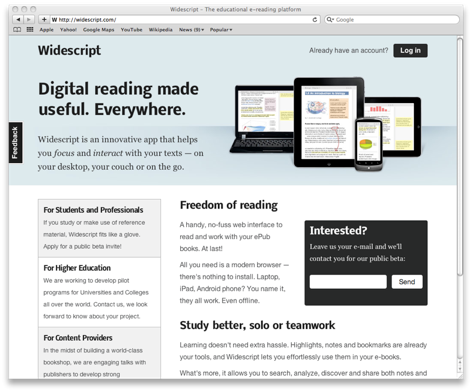 Widescript - The educational e-reading platform
http://widescript.com/
Google
Apple Yahoo! Google Maps YouTube Wikipedia News (9) Popular
Widescript
Already have an account? Log in
Digital reading made
useful. Everywhere.
Feedback
Widescript is an innovative app that helps
you focus and interact with your texts — on
your desktop, your couch or on the go.
For Students and Professionals
If you study or make use of reference
material, Widescript fits like a glove.
Apply for a public beta invite!
For Higher Education
We are working to develop pilot
programs for Universities and Colleges
all over the world. Contact us, we look
forward to know about your project.
For Content Providers
In the midst of building a world-class
bookshop, we are engaging talks with
publishers to develop strong
Freedom of reading
A handy, no-fuss web interface to
read and work with your ePub
books. At last!
All you need is a modern browser —
there's nothing to install. Laptop,
iPad, Android phone? You name it,
they all work. Even offline.
Interested?
Leave us your e-mail and we'll
contact you for our public beta:
Send
Study better, solo or teamwork
Learning doesn't need extra hassle. Highlights, notes and bookmarks are already
your tools, and Widescript lets you effortlessly use them in your e-books.
What's more, it allows you to search, analyze, discover and share both notes and